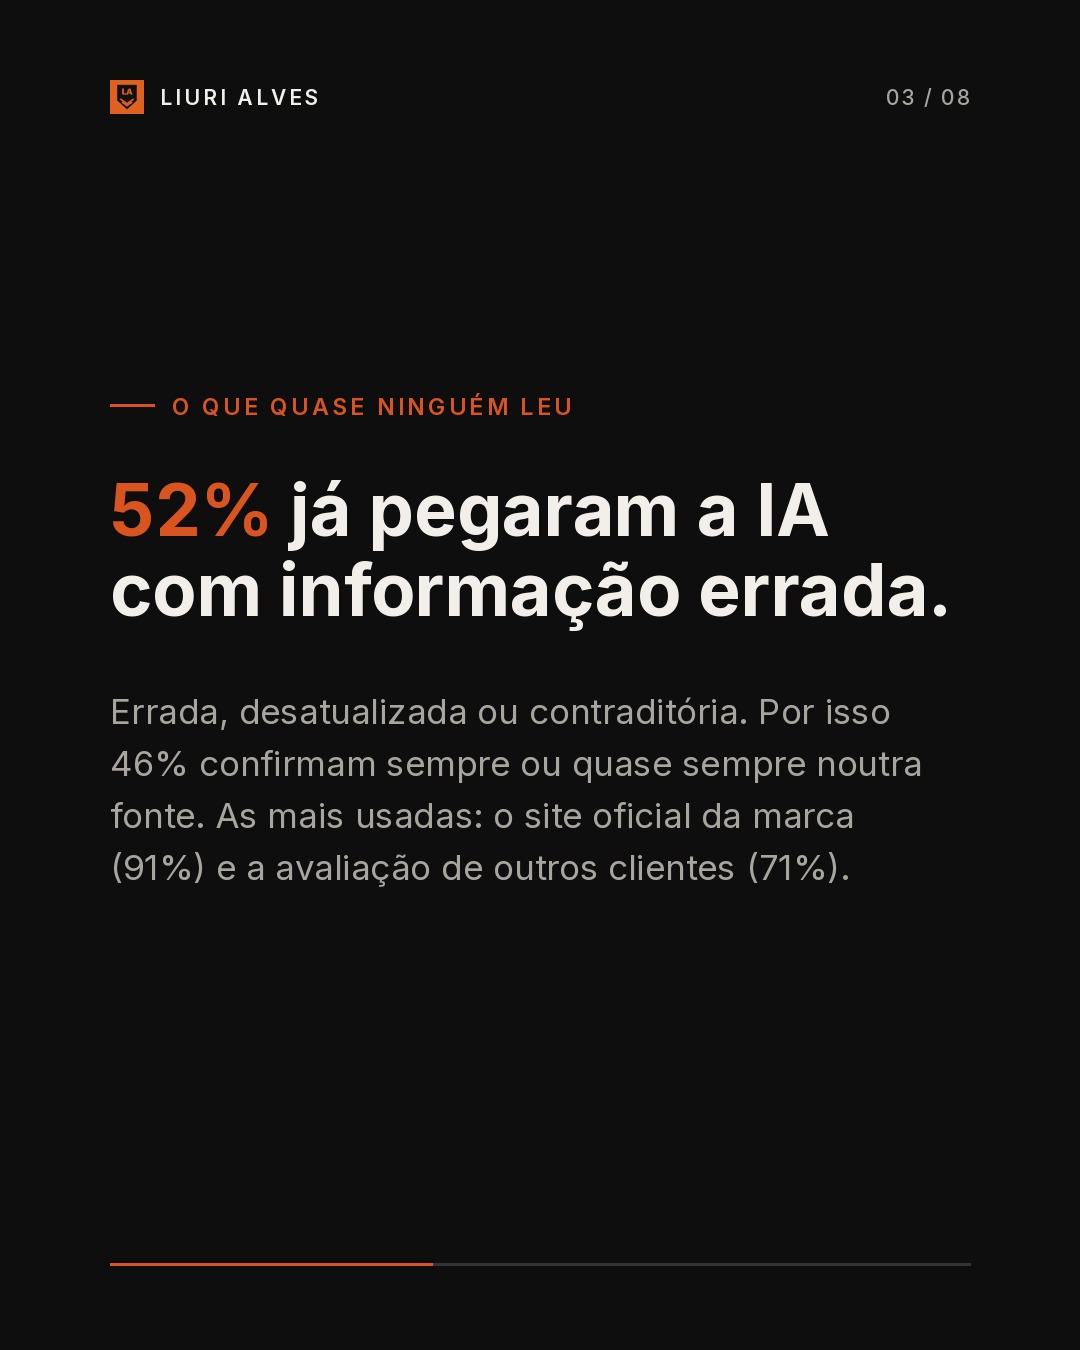 LA
LIURI ALVES
03 / 08
O QUE QUASE NINGUÉM LEU
52% já pegaram a IA
com informação errada.
Errada, desatualizada ou contraditória. Por isso
46% confirmam sempre ou quase sempre noutra
fonte. As mais usadas: o site oficial da marca
(91%) e a avaliação de outros clientes (71%).